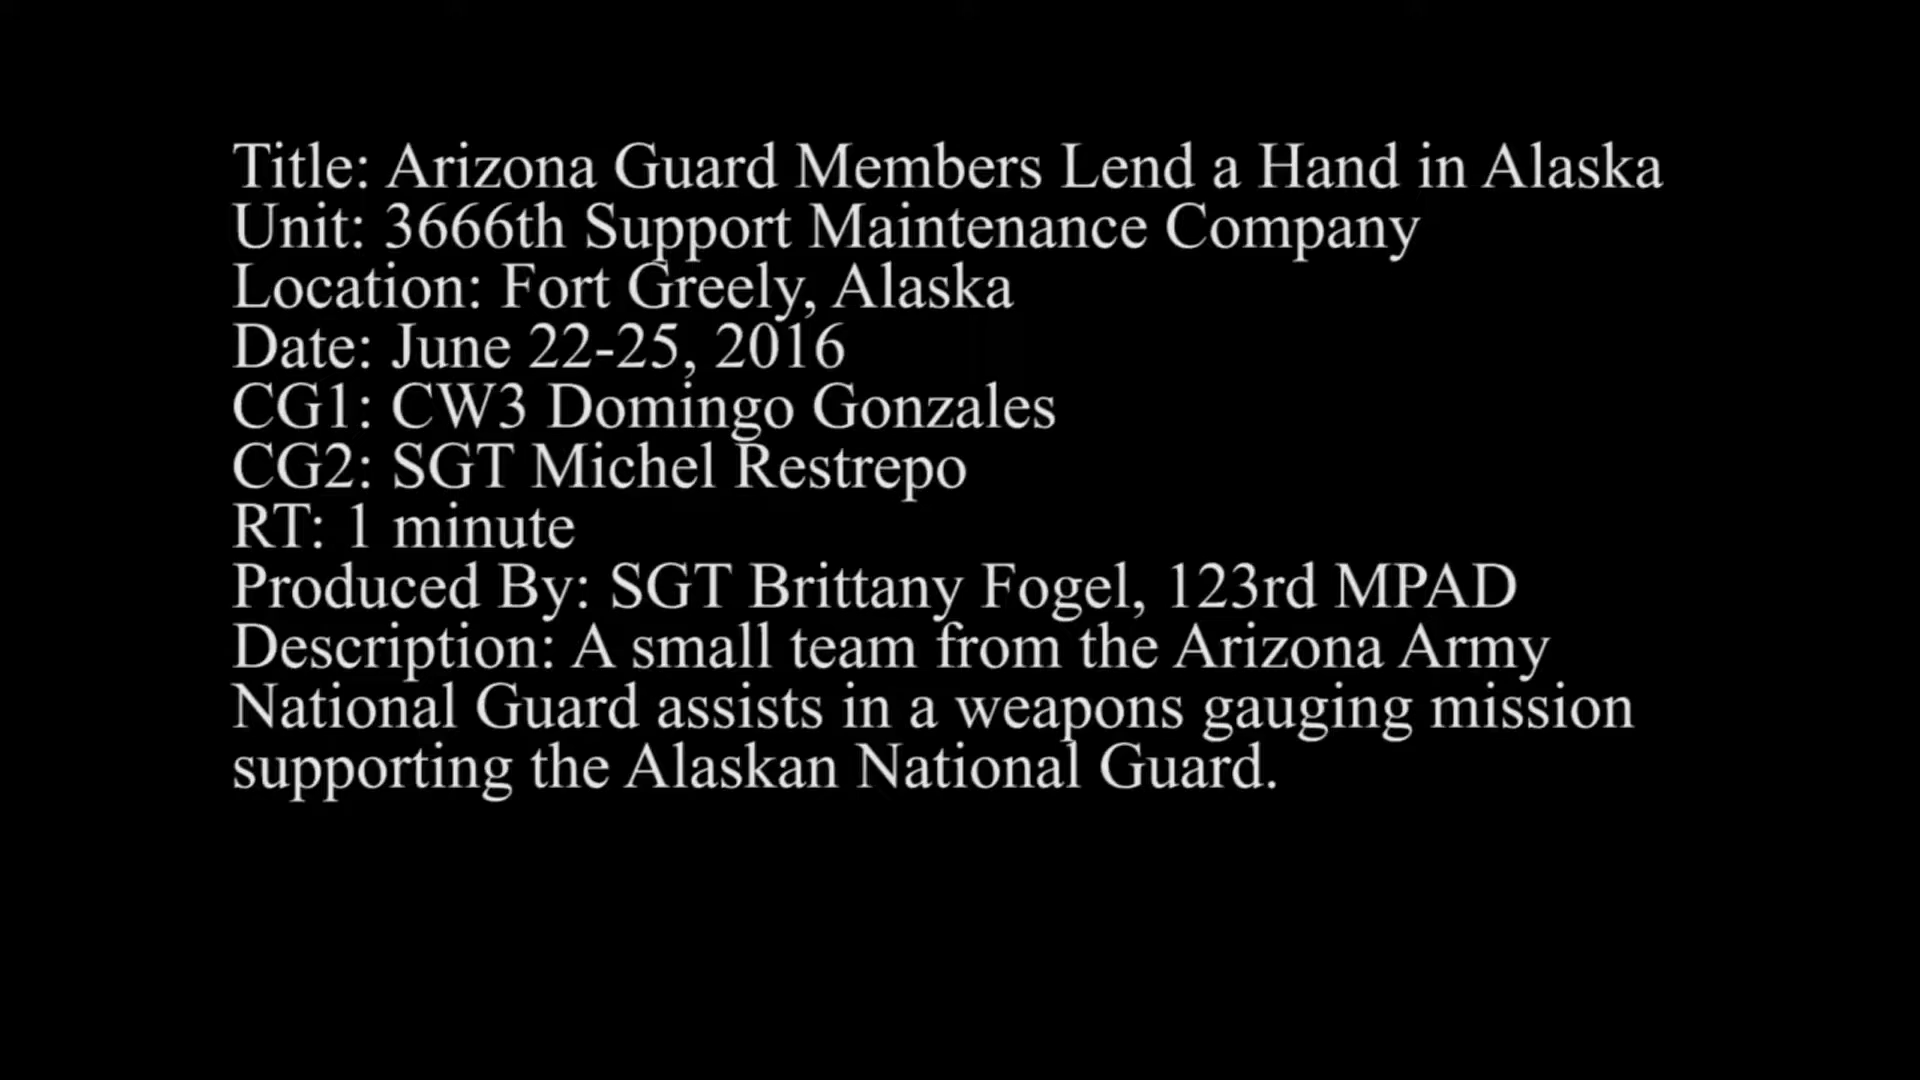 Title: Arizona Guard Members Lend a Hand in Alaska
Unit: 3666th Support Maintenance Company
Location: Fort Greely, Alaska
Date: June 22-25, 2016
CG1: CW3 Domingo Gonzales
CG2: SGT Michel Restrepo
RT: 1 minute
Produced By: SGT Brittany Fogel, 123rd MPAD
Description: A small team from the Arizona Army
National Guard assists in a weapons gauging mission
supporting the Alaskan National Guard.